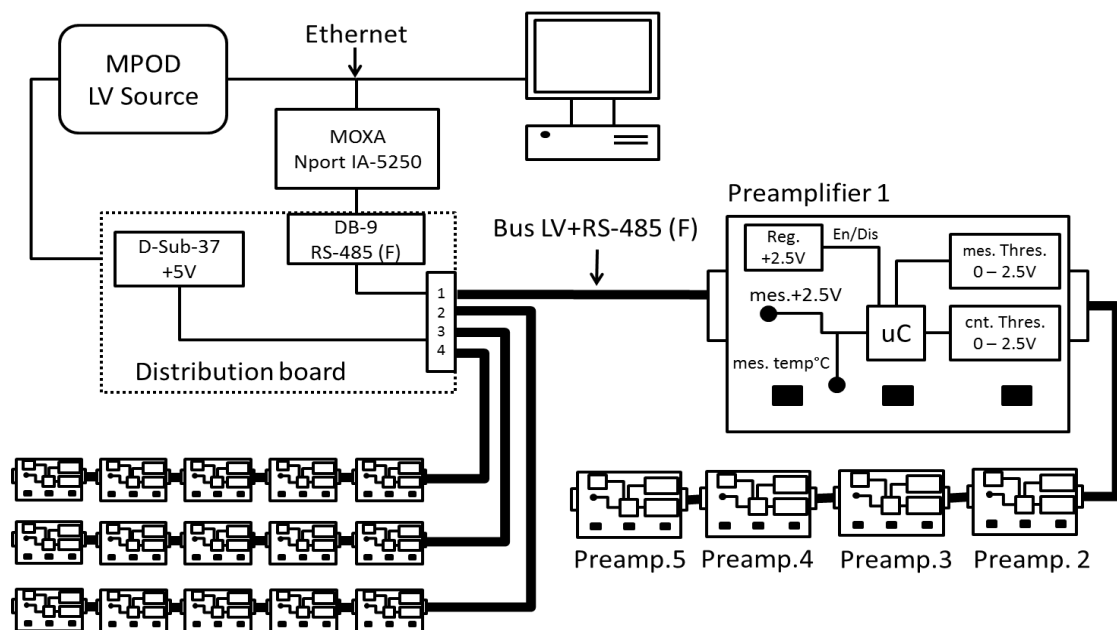 Ethernet
MPOD
LV Source
MOXA
Nport IA-5250
DB-9
RS-485 (F)
D-Sub-37
+5V
1
2
3
4
Distribution board
Bus LV+RS-485 (F)
Preamplifier 1
Reg.
+2.5V
En/Dis
mes. Thres.
0 – 2.5V
mes.+2.5V
uC
cnt. Thres.
0 – 2.5V
mes. temp°C
Preamp.5
Preamp.4
Preamp.3
Preamp. 2